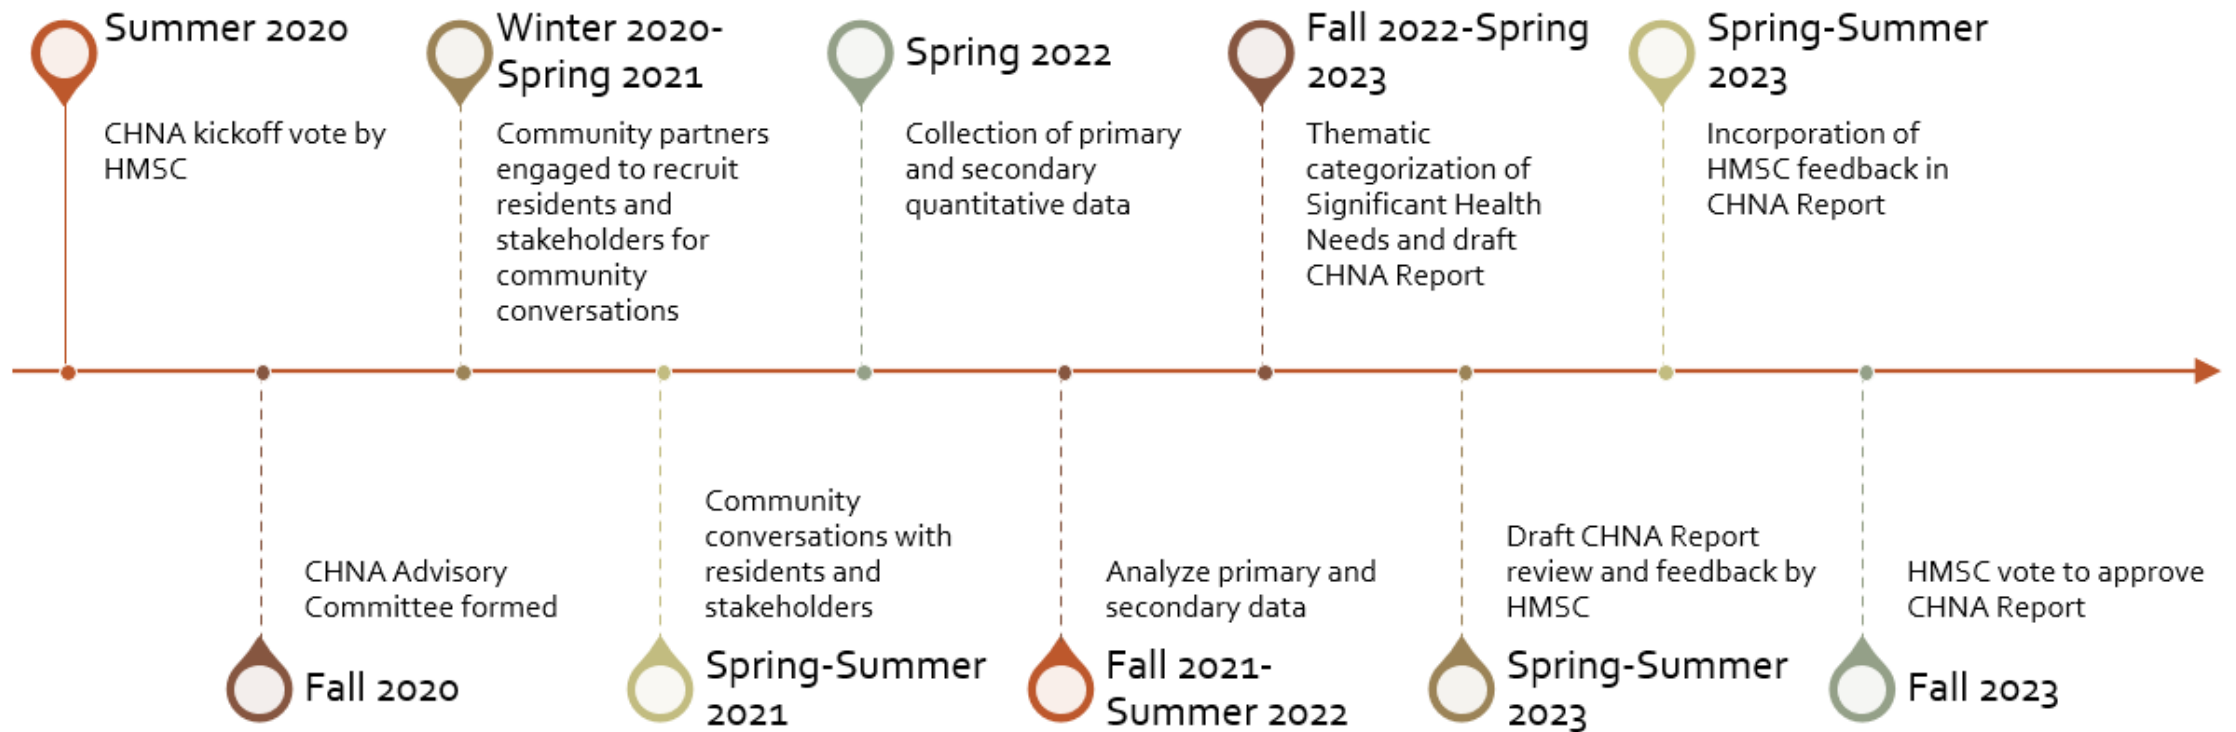 Summer 2020
CHNA kickoff vote by
HMSC
Winter 2020-
Spring 2021
Community partners
engaged to recruit
residents and
stakeholders for
community
conversations
Spring 2022
Collection of primary
and secondary
quantitative data
Fall 2022-Spring
2023
Thematic
categorization of
Significant Health
Needs and draft
CHNA Report
Spring-Summer
2023
Incorporation of
HMSC feedback in
CHNA Report
CHNA Advisory
Committee formed
Fall 2020
Community
conversations with
residents and
stakeholders
Spring-Summer
2021
Analyze primary and
secondary data
Fall 2021-
Summer 2022
Draft CHNA Report
review and feedback by
HMSC
Spring-Summer
2023
HMSC vote to approve
CHNA Report
Fall 2023